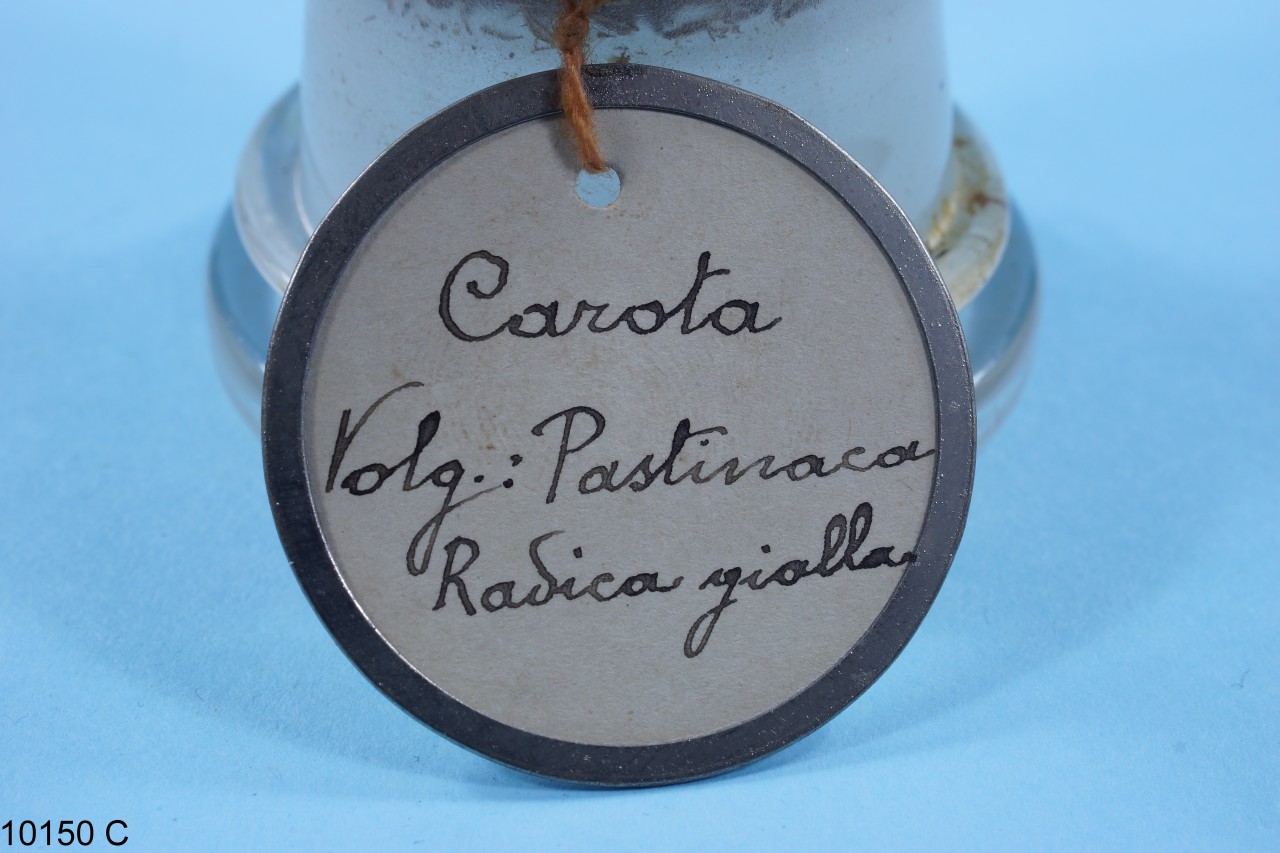 Carota
Volg.: Pastinaca
Radica gialla
10150 C